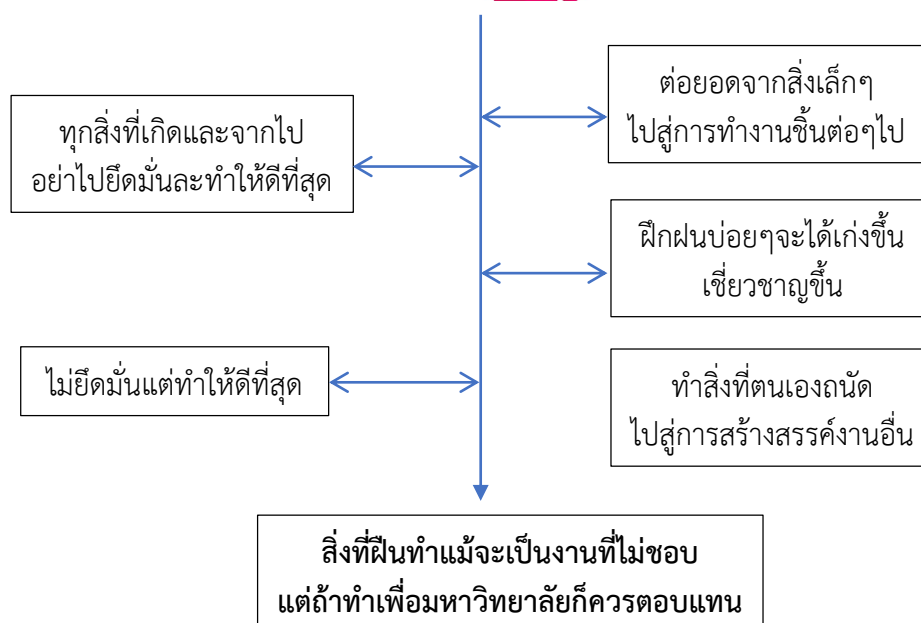 ต่อยอดจากสิ่งเล็กๆ
ไปสู่การทำงานชิ้นต่อๆไป
ทุกสิ่งที่เกิดและจากไป
อย่าไปยึดมั่นละทำให้ดีที่สุด
ฝึกฝนบ่อยๆจะได้เก่งขึ้น
เชี่ยวชาญขึ้น
ไม่ยึดมั่นแต่ทำให้ดีที่สุด
ทำสิ่งที่ตนเองถนัด
ไปสู่การสร้างสรรค์งานอื่น
สิ่งที่ฝืนทำแม้จะเป็นงานที่ไม่ชอบ
แต่ถ้าทำเพื่อมหาวิทยาลัยก็ควรตอบแทน